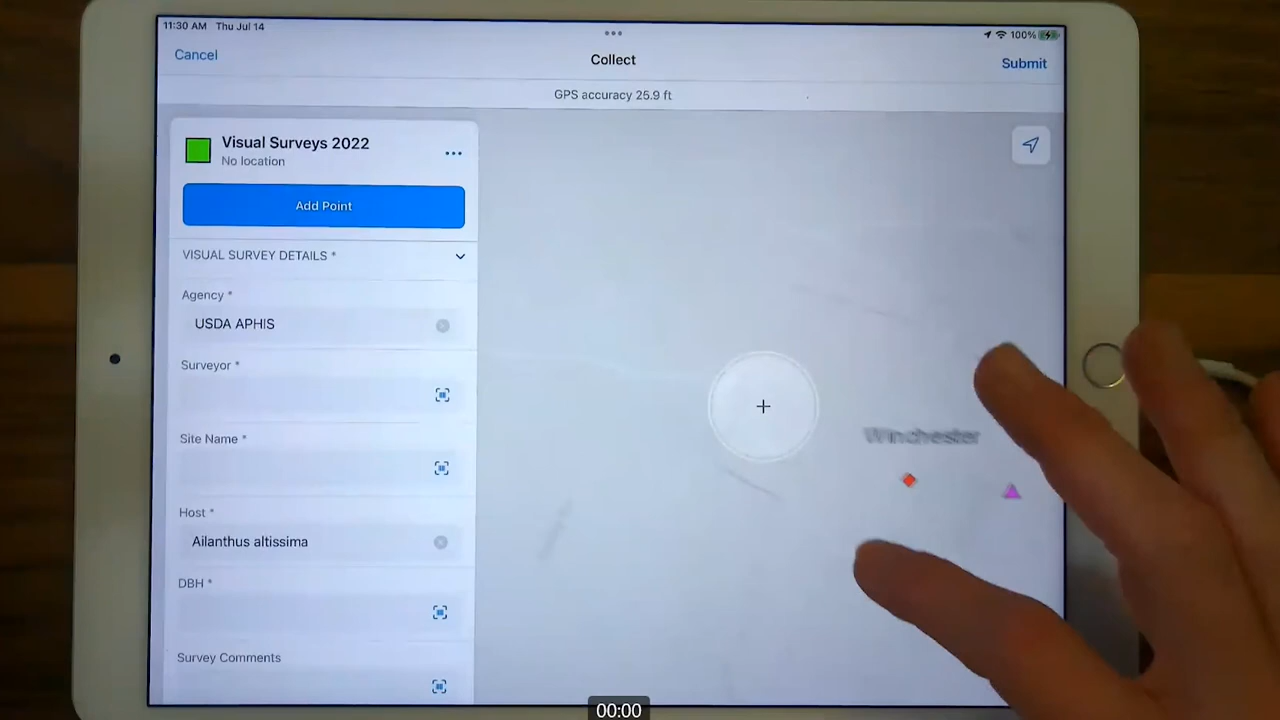 11:30 AM Thu Jul 14
100%
Cancel
Collect
Submit
GPS accuracy 25.9 ft
Visual Surveys 2022
No location
Add Point
VISUAL SURVEY DETAILS *
Agency *
USDA APHIS
Surveyor *
Site Name *
Host *
Ailanthus altissima
DBH *
Survey Comments
Winchester
00:00